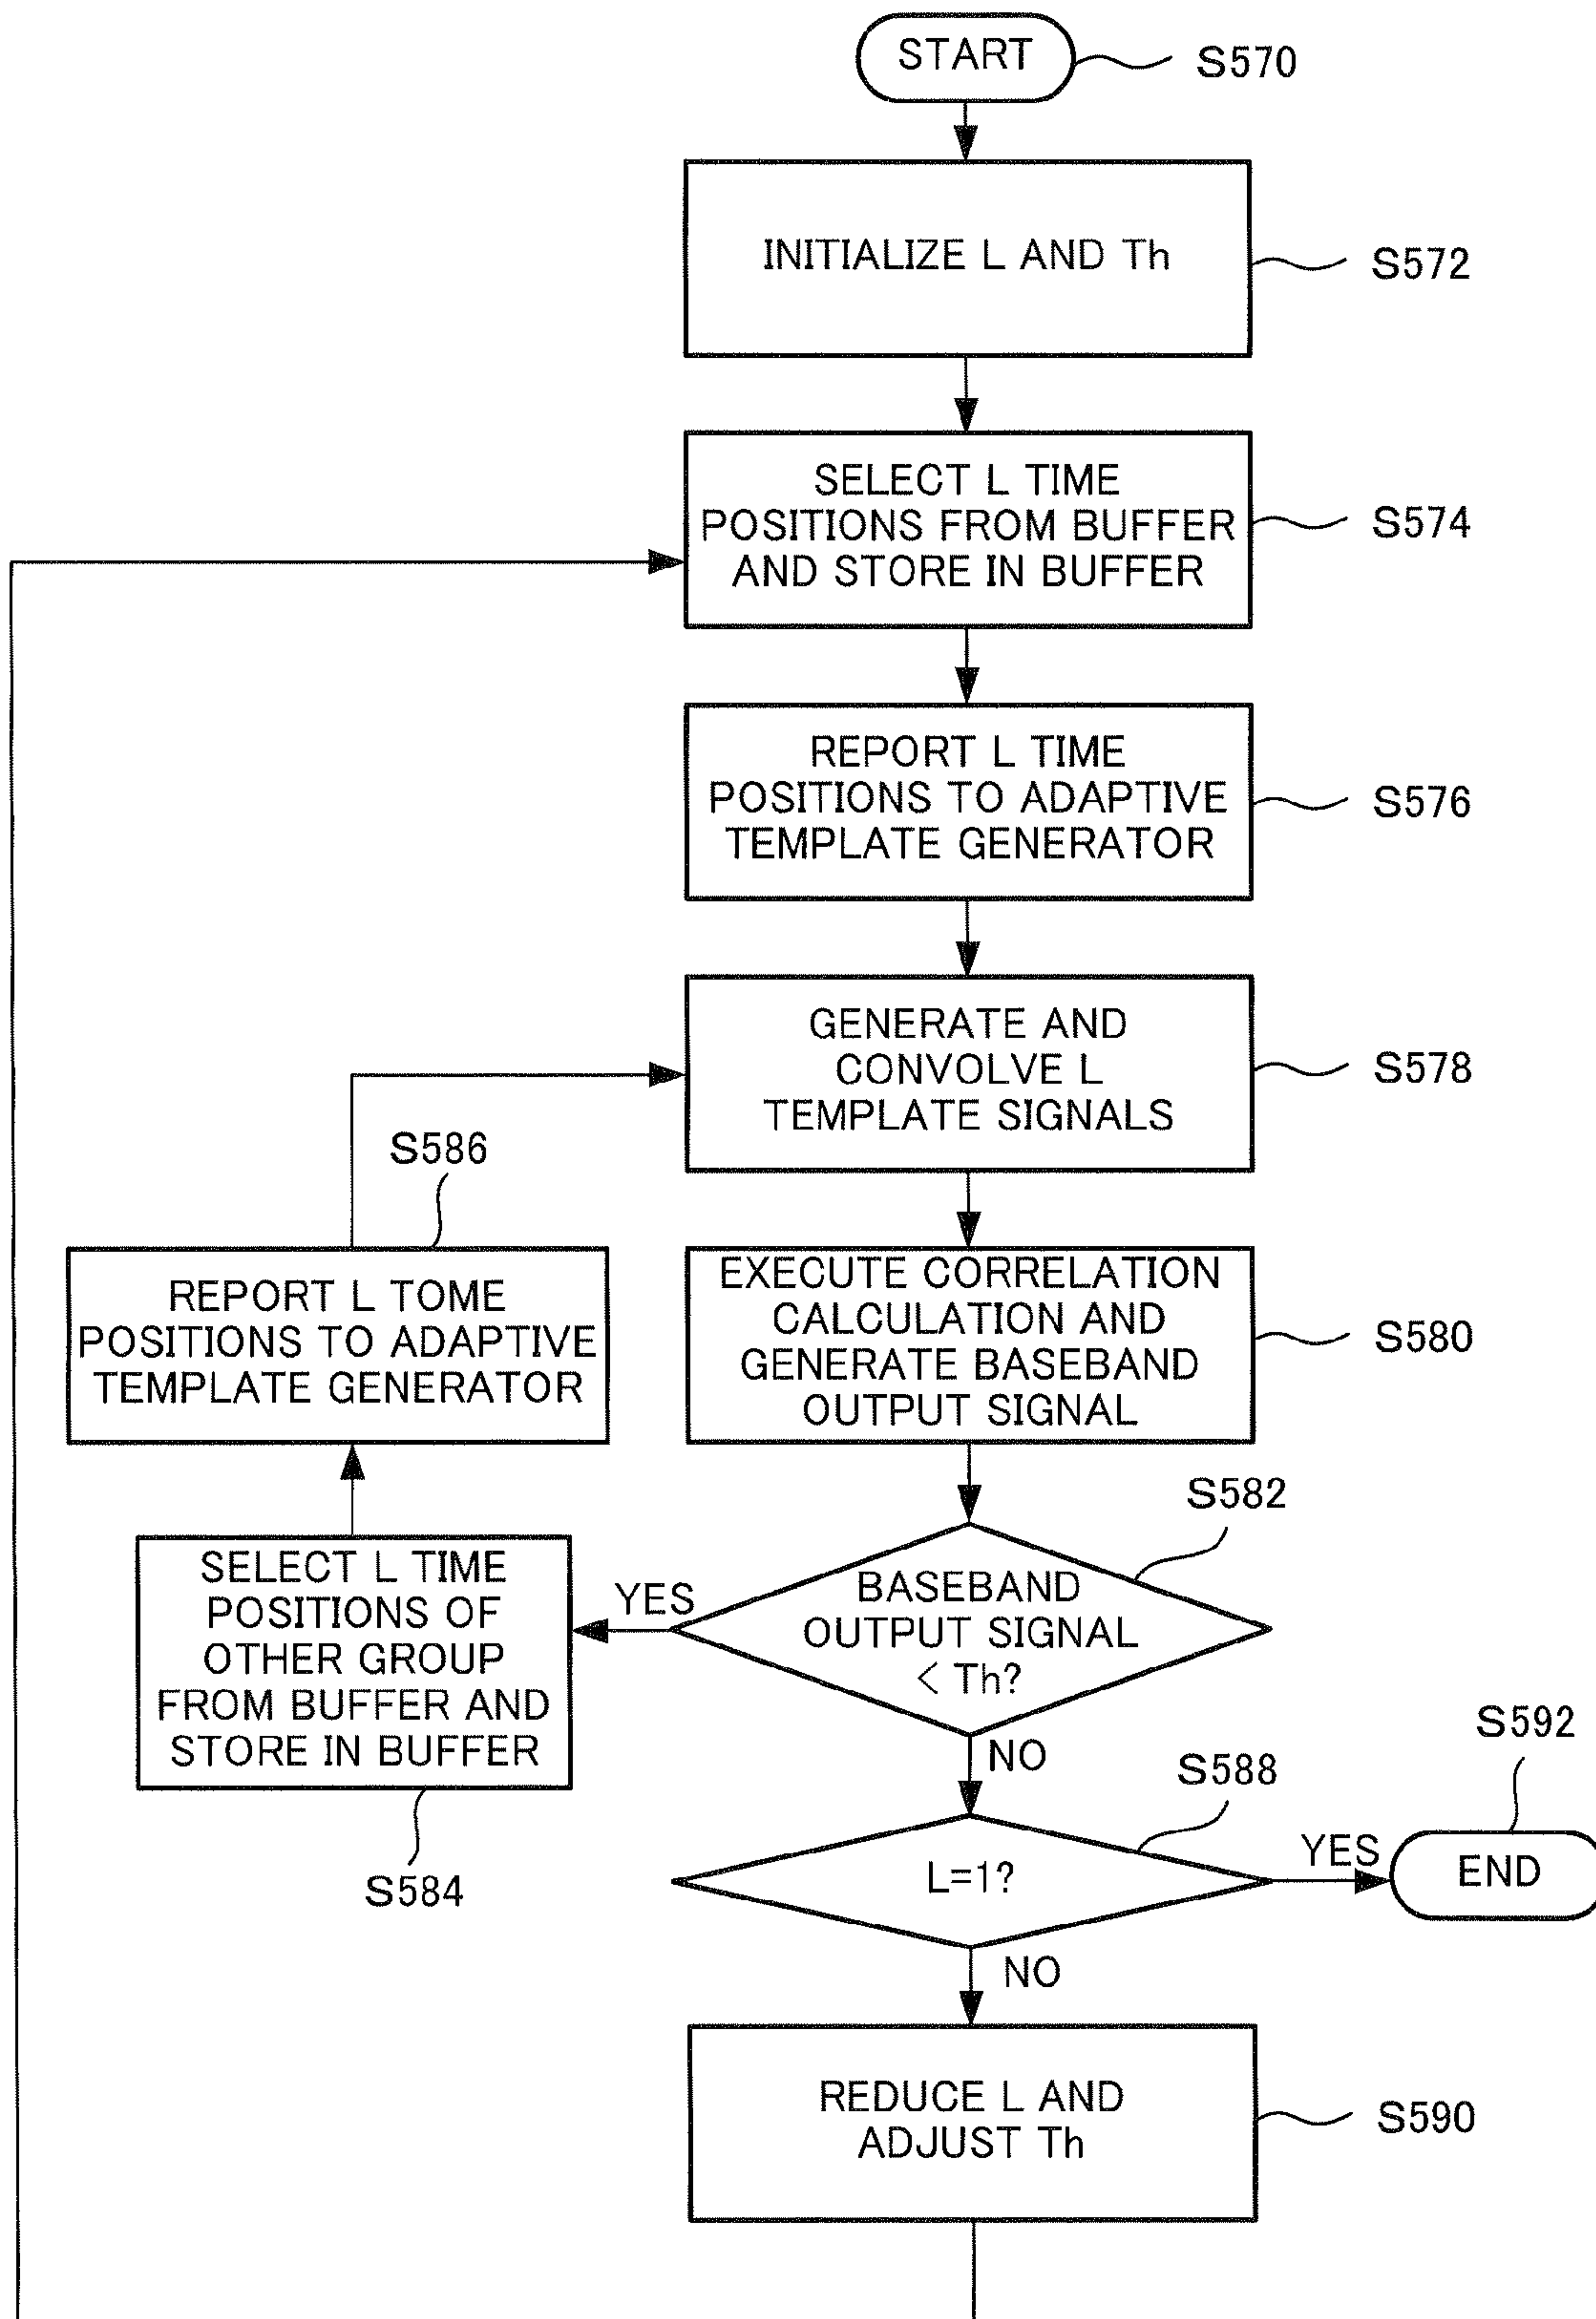 START
S570
INITIALIZE L AND Th
S572
SELECT L TIME
POSITIONS FROM BUFFER
AND STORE IN BUFFER
S574
REPORT L TIME
POSITIONS TO ADAPTIVE
TEMPLATE GENERATOR
S576
GENERATE AND
CONVOLVE L
TEMPLATE SIGNALS
S578
S586
REPORT L TOME
POSITIONS TO ADAPTIVE
TEMPLATE GENERATOR
EXECUTE CORRELATION
CALCULATION AND
GENERATE BASEBAND
OUTPUT SIGNAL
S580
S582
BASEBAND
OUTPUT SIGNAL
< Th?
YES
SELECT L TIME
POSITIONS OF
OTHER GROUP
FROM BUFFER AND
STORE IN BUFFER
S584
NO
S588
L=1?
YES
S592
END
NO
REDUCE L AND
ADJUST Th
S590